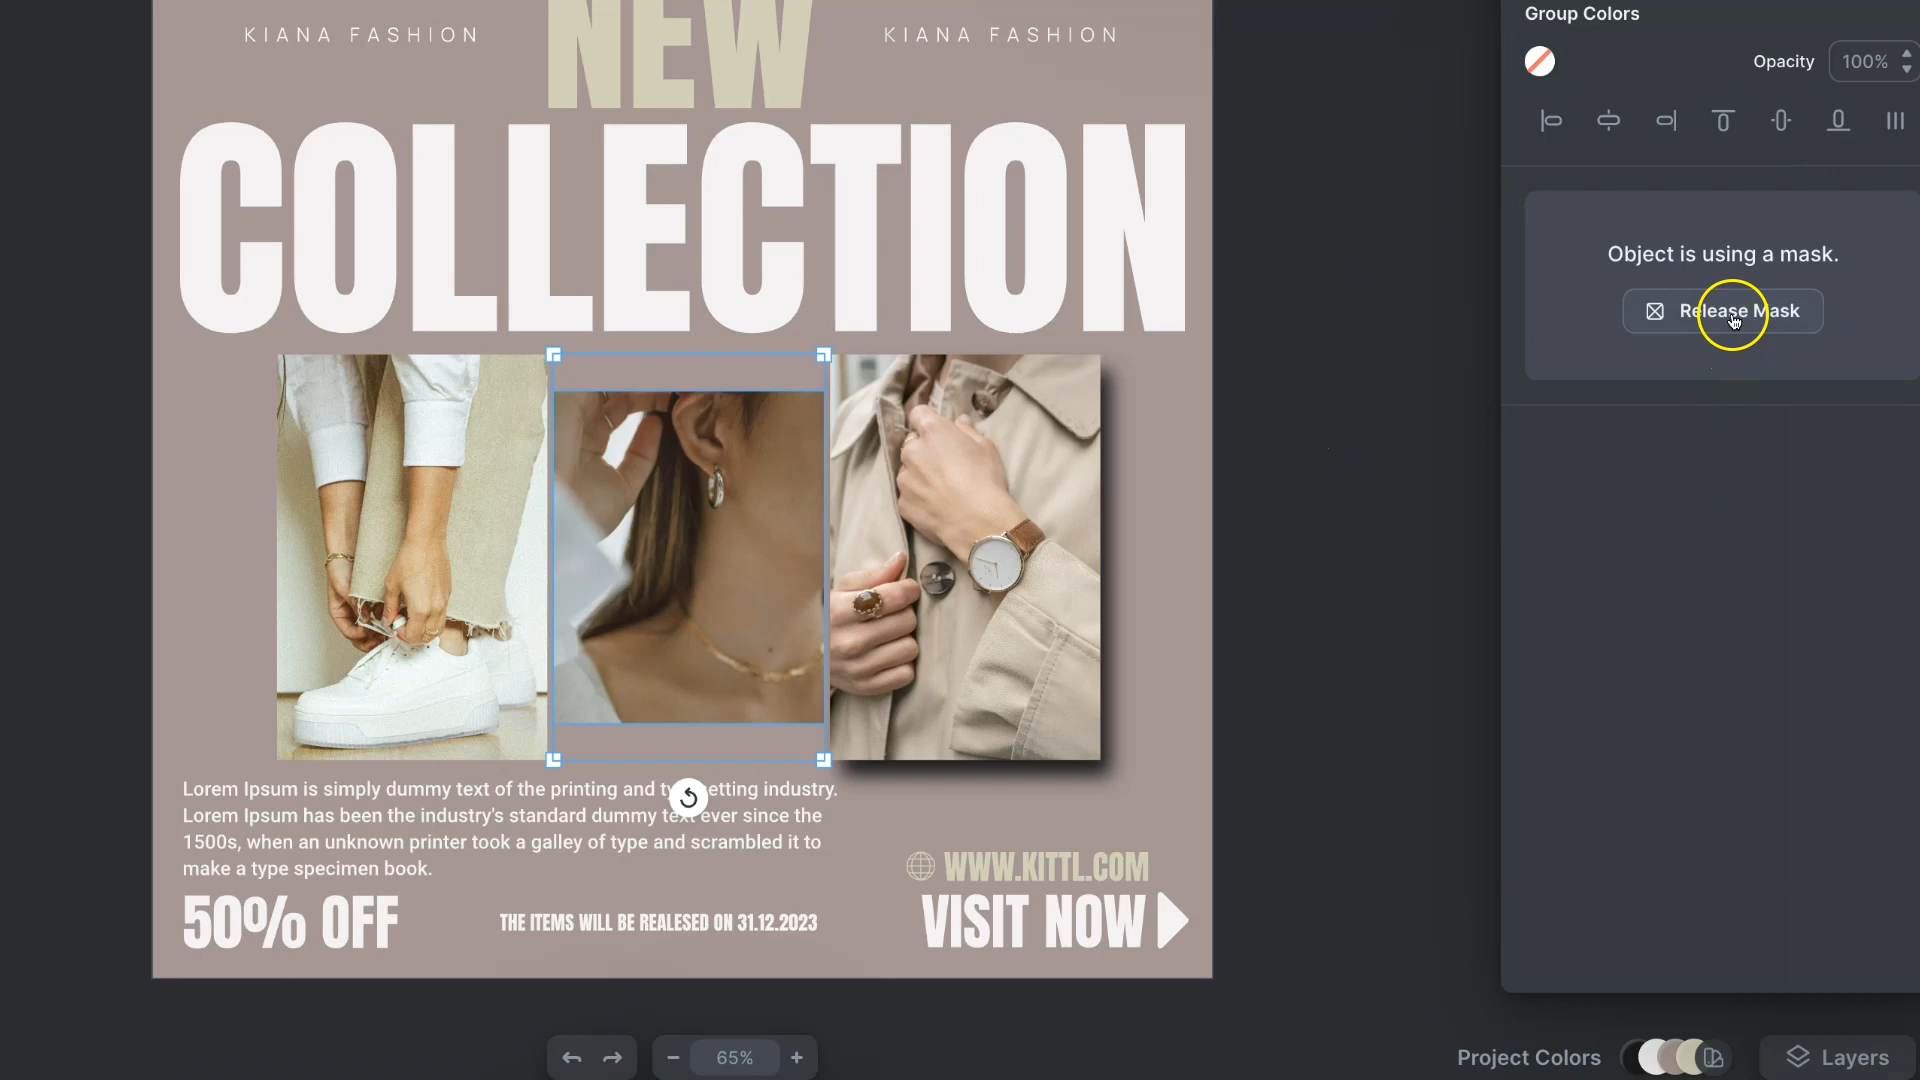 Group Colors
Opacity 100%
KIANA FASHION
NEW
KIANA FASHION
COLLECTION
Object is using a mask.
Release Mask
Lorem Ipsum is simply dummy text of the printing and ty etting industry.
Lorem Ipsum has been the industry's standard dummy text ever since the
1500s, when an unknown printer took a galley of type and scrambled it to
make a type specimen book.
WWW.KITTL.COM
50% OFF
THE ITEMS WILL BE REALESED ON 31.12.2023
VISIT NOW
65%
Project Colors
Layers